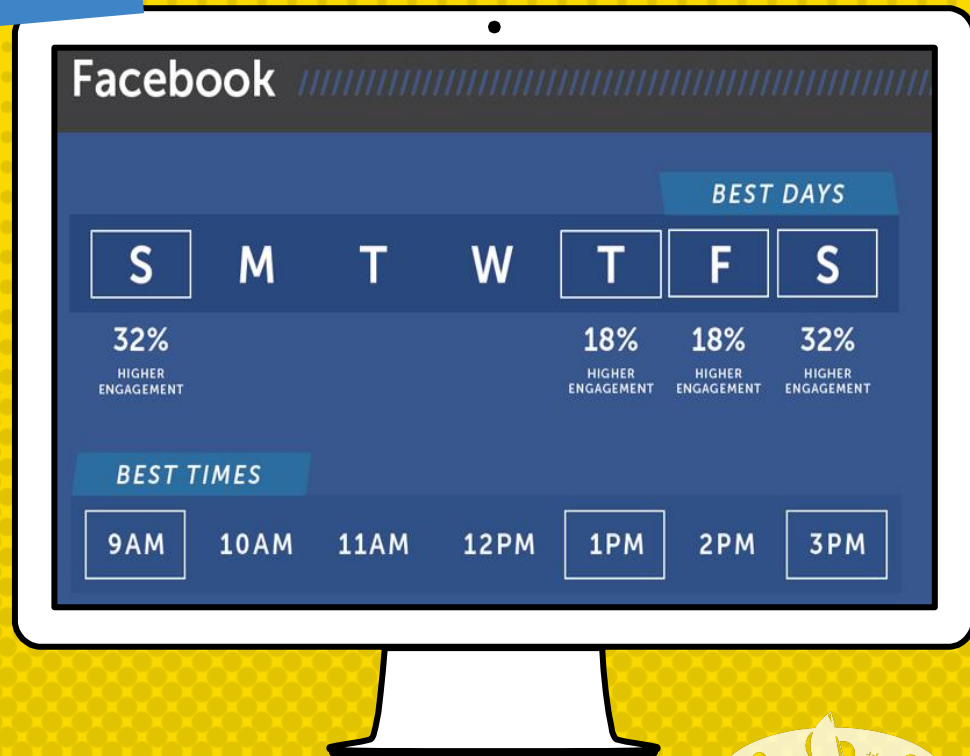 Facebook
BEST DAYS
S M T W T F S
32% 18% 18% 32%
HIGHER HIGHER HIGHER HIGHER
ENGAGEMENT ENGAGEMENT ENGAGEMENT ENGAGEMENT
BEST TIMES
9AM 10AM 11AM 12PM 1PM 2PM 3PM